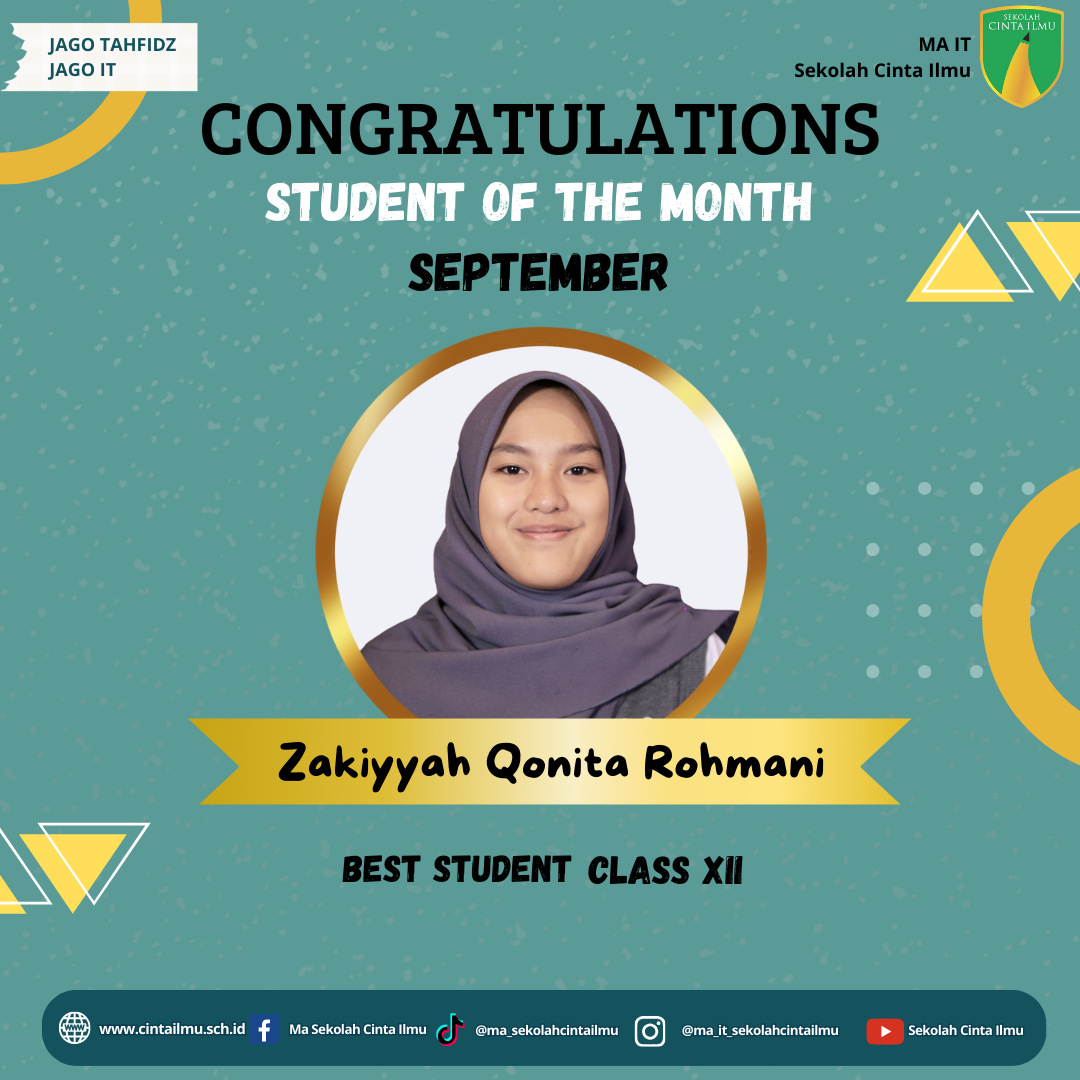 JAGO TAHFIDZ
JAGO IT
MA IT
Sekolah Cinta Ilmu
SEKOLAH
CINTA ILMU
CONGRATULATIONS
STUDENT OF THE MONTH
SEPTEMBER
Zakiyyah Qonita Rohmani
BEST STUDENT CLASS XII
WWW
www.cintailmu.sch.id
Ma Sekolah Cinta Ilmu
@ma_sekolahcintailmu
@ma_it_sekolahcintailmu
Sekolah Cinta Ilmu